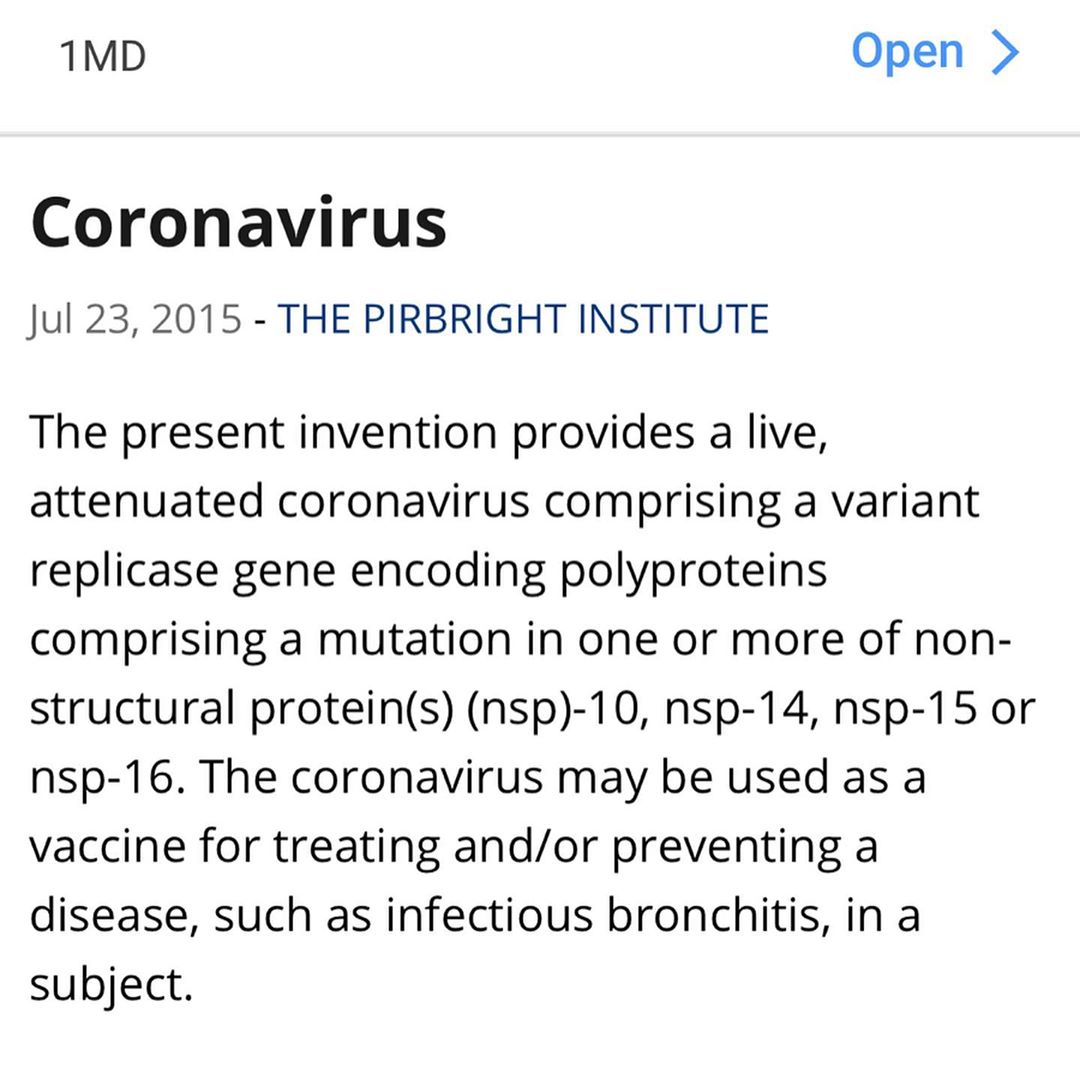 1MD
Open
Coronavirus
Jul 23, 2015 - THE PIRBRIGHT INSTITUTE
The present invention provides a live,
attenuated coronavirus comprising a variant
replicase gene encoding polyproteins
comprising a mutation in one or more of non-
structural protein(s) (nsp)-10, nsp-14, nsp-15 or
nsp-16. The coronavirus may be used as a
vaccine for treating and/or preventing a
disease, such as infectious bronchitis, in a
subject.